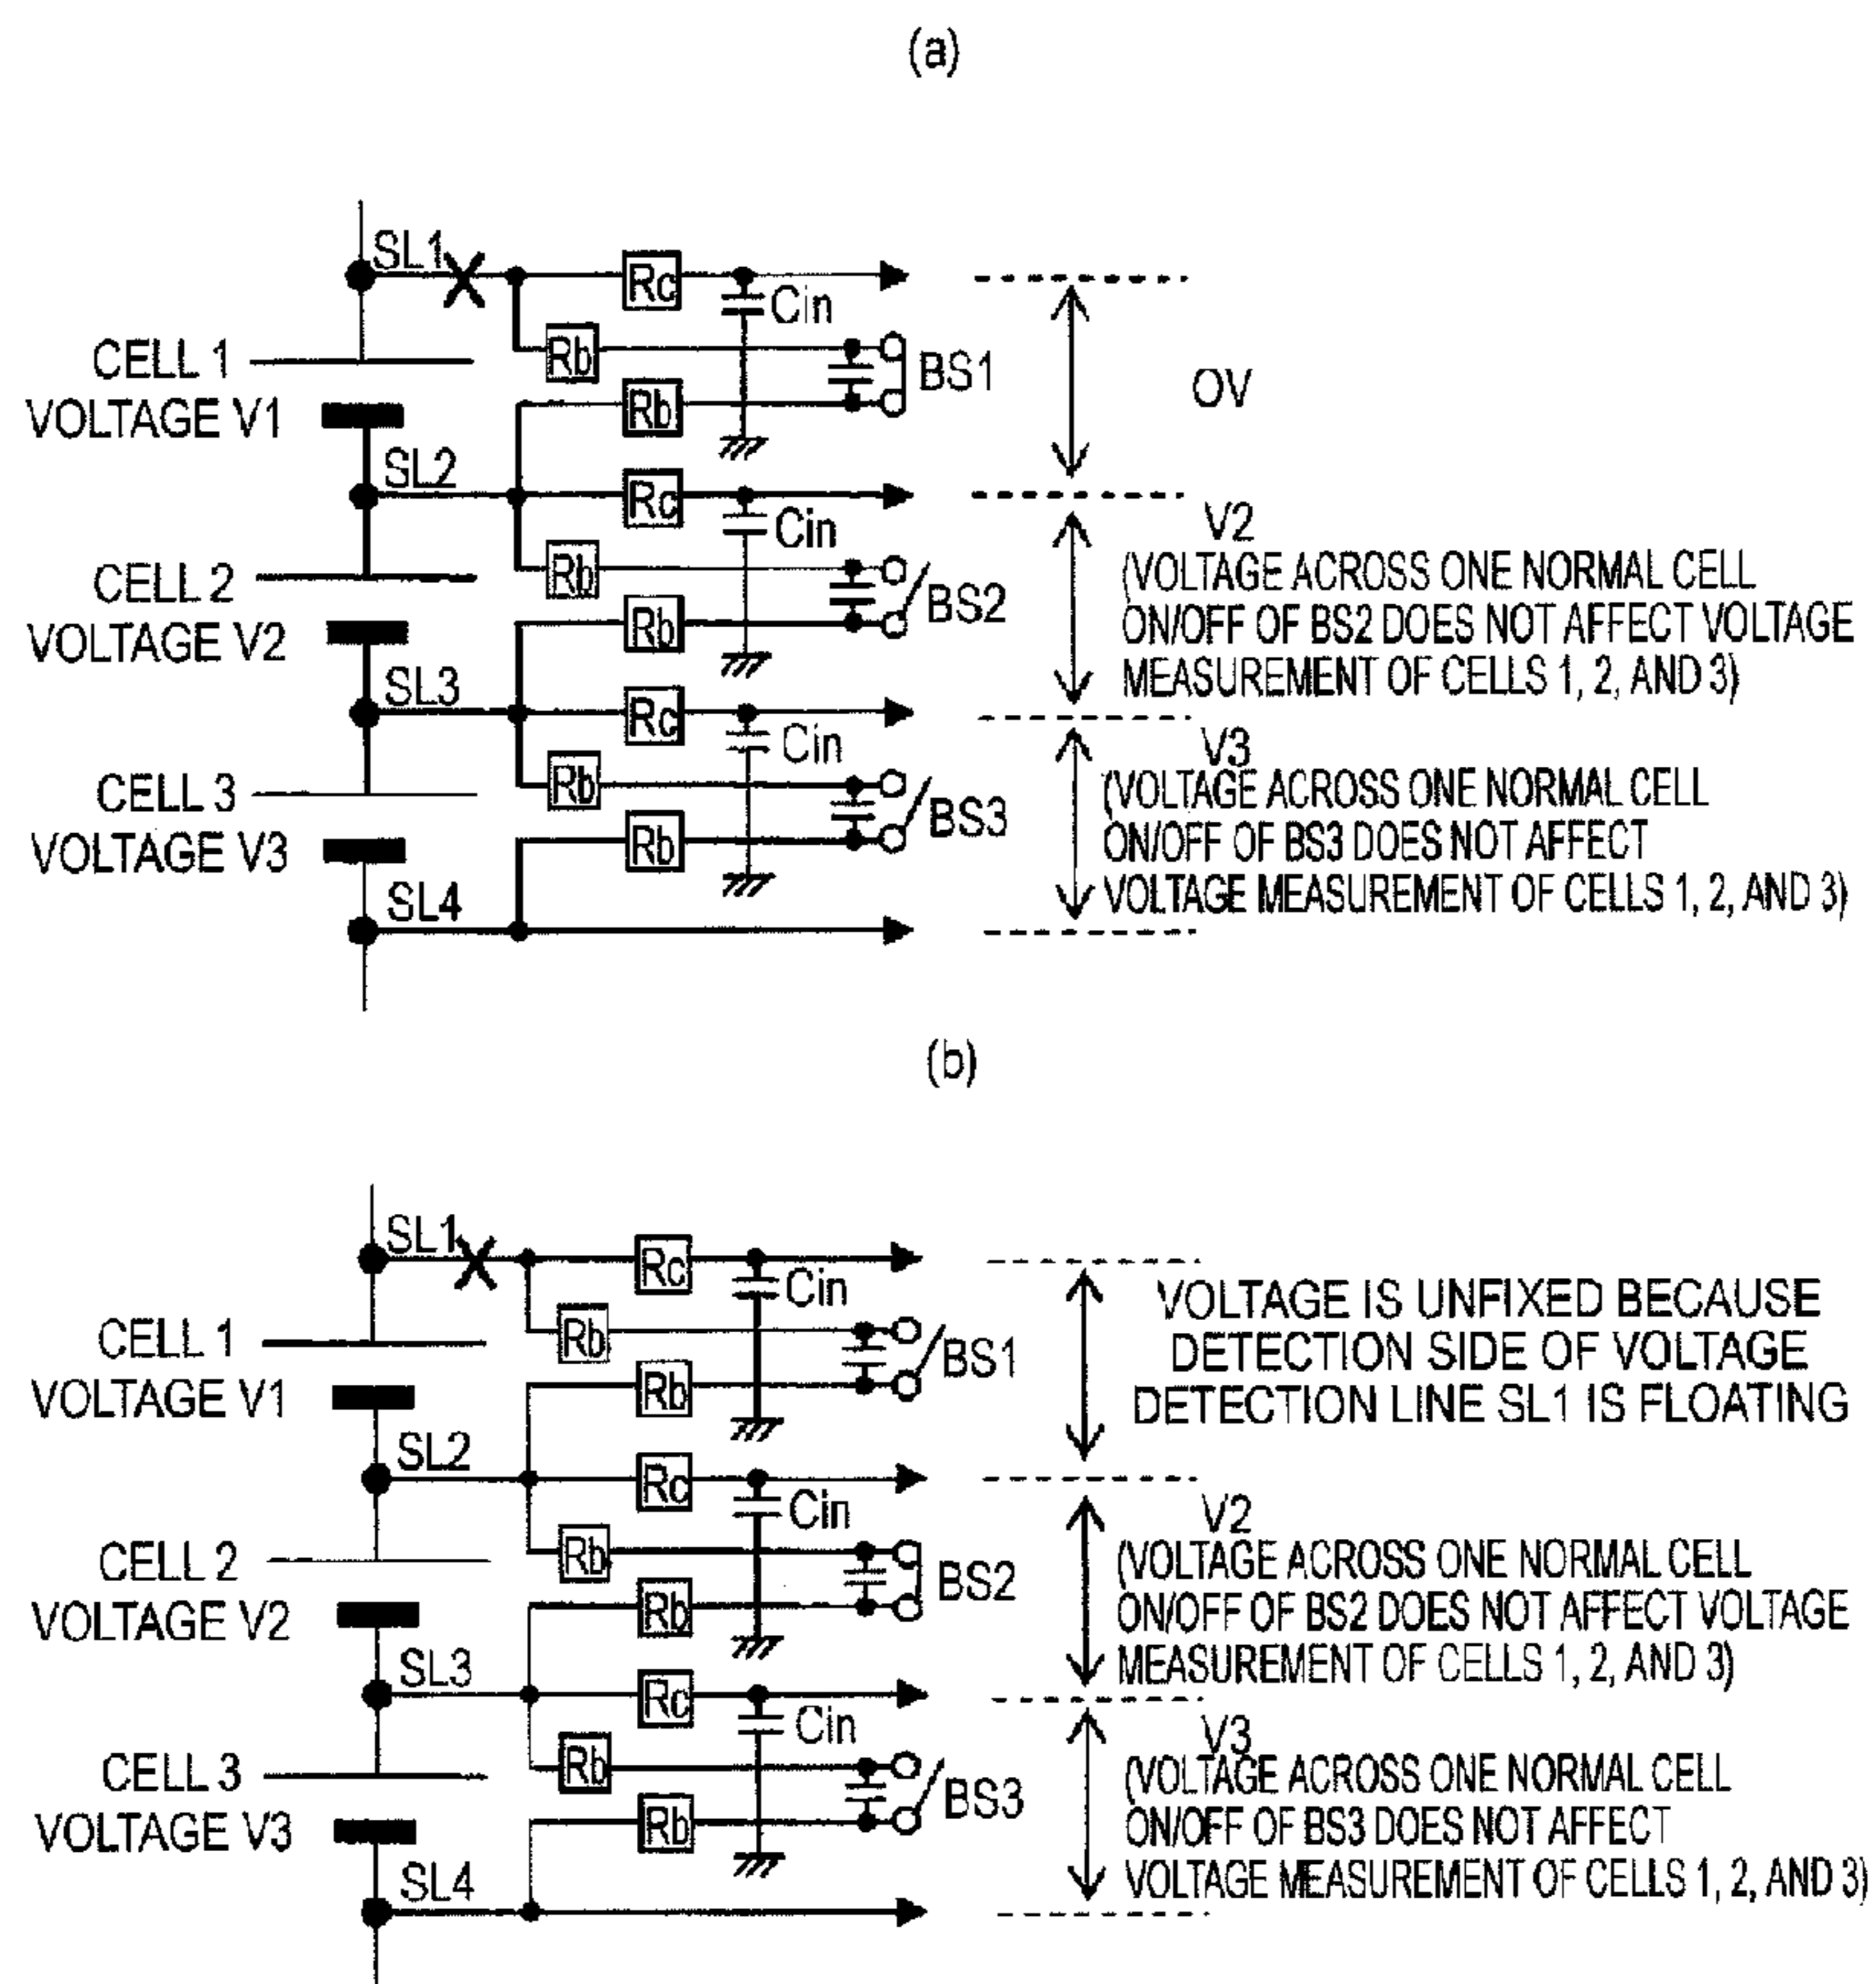 (a)
SL1
Rc
Cin
Rb
BS1
Rb
CELL 1
VOLTAGE V1
0V
SL2
Rc
Cin
Rb
BS2
Rb
CELL 2
VOLTAGE V2
V2
(VOLTAGE ACROSS ONE NORMAL CELL
ON/OFF OF BS2 DOES NOT AFFECT VOLTAGE
MEASUREMENT OF CELLS 1, 2, AND 3)
SL3
Rc
Cin
Rb
BS3
Rb
CELL 3
VOLTAGE V3
V3
(VOLTAGE ACROSS ONE NORMAL CELL
ON/OFF OF BS3 DOES NOT AFFECT
VOLTAGE MEASUREMENT OF CELLS 1, 2, AND 3)
SL4
(b)
SL1
Rc
Cin
Rb
BS1
Rb
CELL 1
VOLTAGE V1
VOLTAGE IS UNFIXED BECAUSE
DETECTION SIDE OF VOLTAGE
DETECTION LINE SL1 IS FLOATING
SL2
Rc
Cin
Rb
BS2
Rb
CELL 2
VOLTAGE V2
V2
(VOLTAGE ACROSS ONE NORMAL CELL
ON/OFF OF BS2 DOES NOT AFFECT VOLTAGE
MEASUREMENT OF CELLS 1, 2, AND 3)
SL3
Rc
Cin
Rb
BS3
Rb
CELL 3
VOLTAGE V3
V3
(VOLTAGE ACROSS ONE NORMAL CELL
ON/OFF OF BS3 DOES NOT AFFECT
VOLTAGE MEASUREMENT OF CELLS 1, 2, AND 3)
SL4